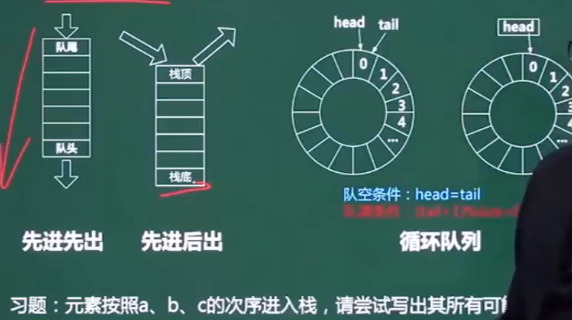 head
tail
head
队尾
队头
栈顶
栈底
0
1
2
3
4
...
0
1
2
3
4
队空条件：head=tail
先进先出
先进后出
循环队列
习题：元素按照a、b、c的次序进入栈，请尝试写出其所有可